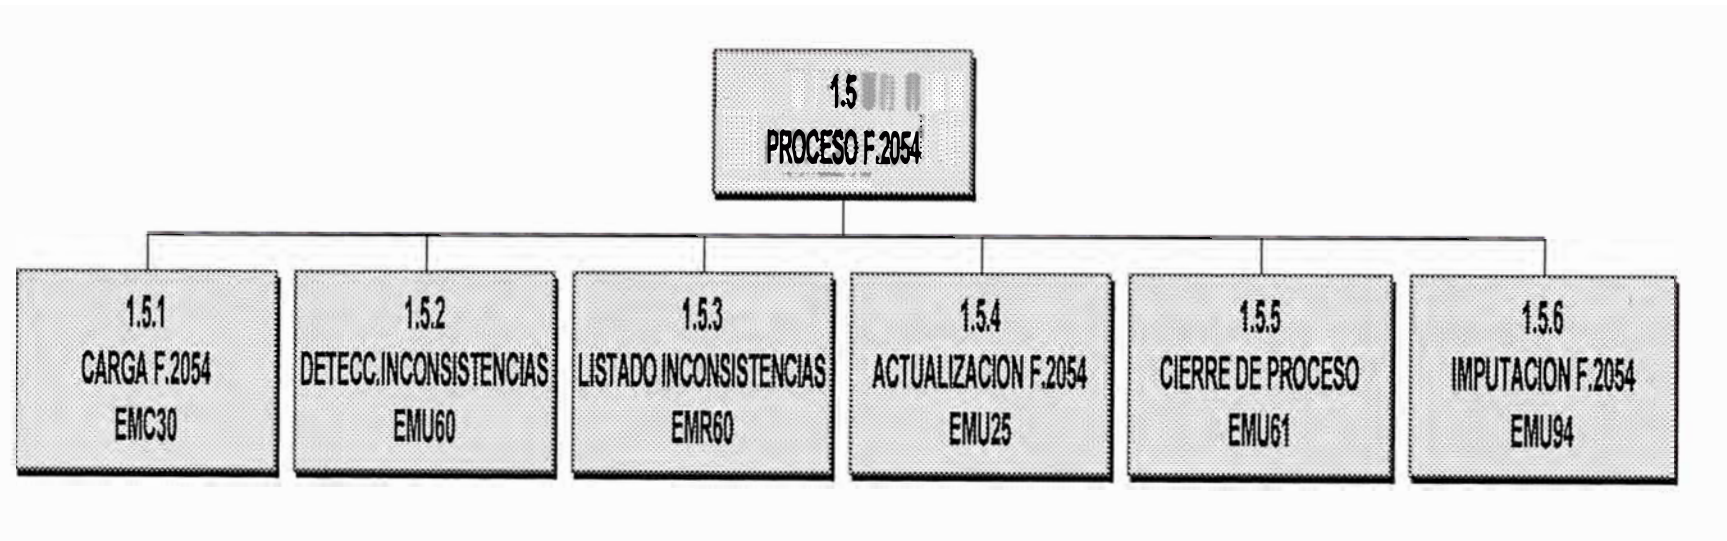 1.5
PROCESO F.2054
1.5.1
CARGA F.2054
EMC30
1.5.2
DETECC.INCONSISTENCIAS
EMU60
1.5.3
LISTADO INCONSISTENCIAS
EMR60
1.5.4
ACTUALIZACION F.2054
EMU25
1.5.5
CIERRE DE PROCESO
EMU61
1.5.6
IMPUTACION F.2054
EMU94